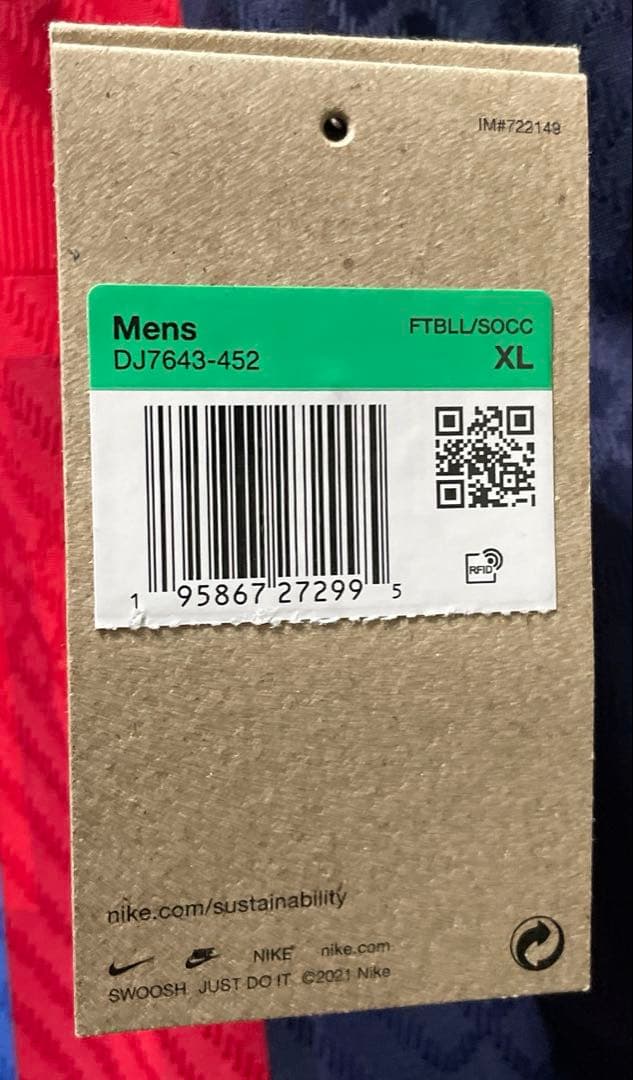 IM#722149
Mens FTBLL/SOCC
DJ7643-452 XL
1 95867 27299 5
RFID
nike.com/sustainability
NIKE nike.com
SWOOSH JUST DO IT ©2021 Nike